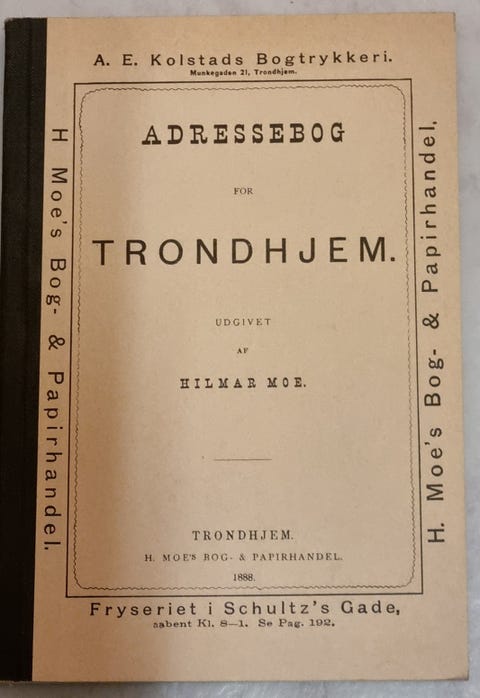 A. E. Kolstads Bogtrykkeri.
Munkegaden 21, Trondhjem.
H Moe's Bog- & Papirhandel.
ADRESSEBOG
FOR
TRONDHJEM.
UDGIVET
AF
HILMAR MOE.
TRONDHJEM.
H. MOE'S BOG- & PAPIRHANDEL.
1888.
H. Moe's Bog- & Papirhandel,
Fryseriet i Schultz's Gade,
aabent Kl. 8—1. Se Pag. 192.